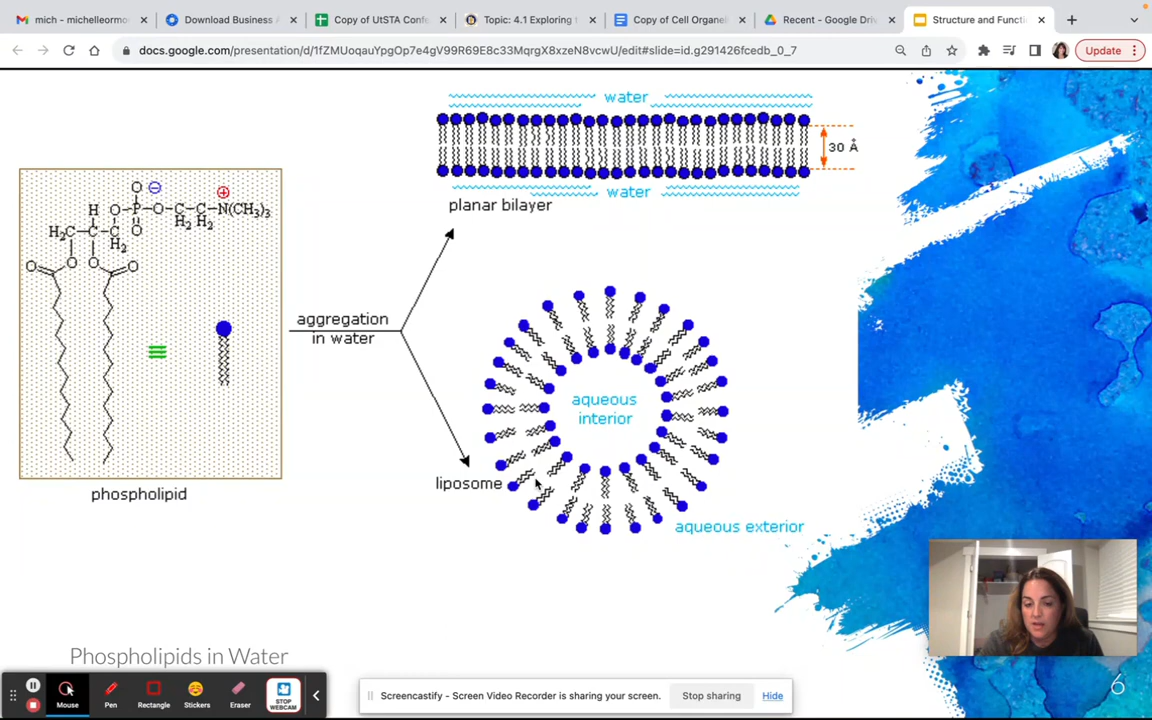 mich - michelleormo
Download Business
Copy of UtSTA Conf
Topic: 4.1 Exploring
Copy of Cell Organel
Recent - Google Driv
Structure and Functi
docs.google.com/presentation/d/1fZMUoqauYpgOp7e4gV99R69E8c33MqrgX8xzeN8vcwU/edit#slide=id.g291426fcedb_0_7
Update
water
30 Å
water
planar bilayer
O
H O P O C C N(CH3)3
H2 H2
H2C C C O
H2
O O O O
aggregation
in water
aqueous
interior
liposome
phospholipid
aqueous exterior
Phospholipids in Water
6
Mouse
Pen
Rectangle
Stickers
Eraser
STOP
WEBCAM
Screencastify - Screen Video Recorder is sharing your screen.
Stop sharing
Hide